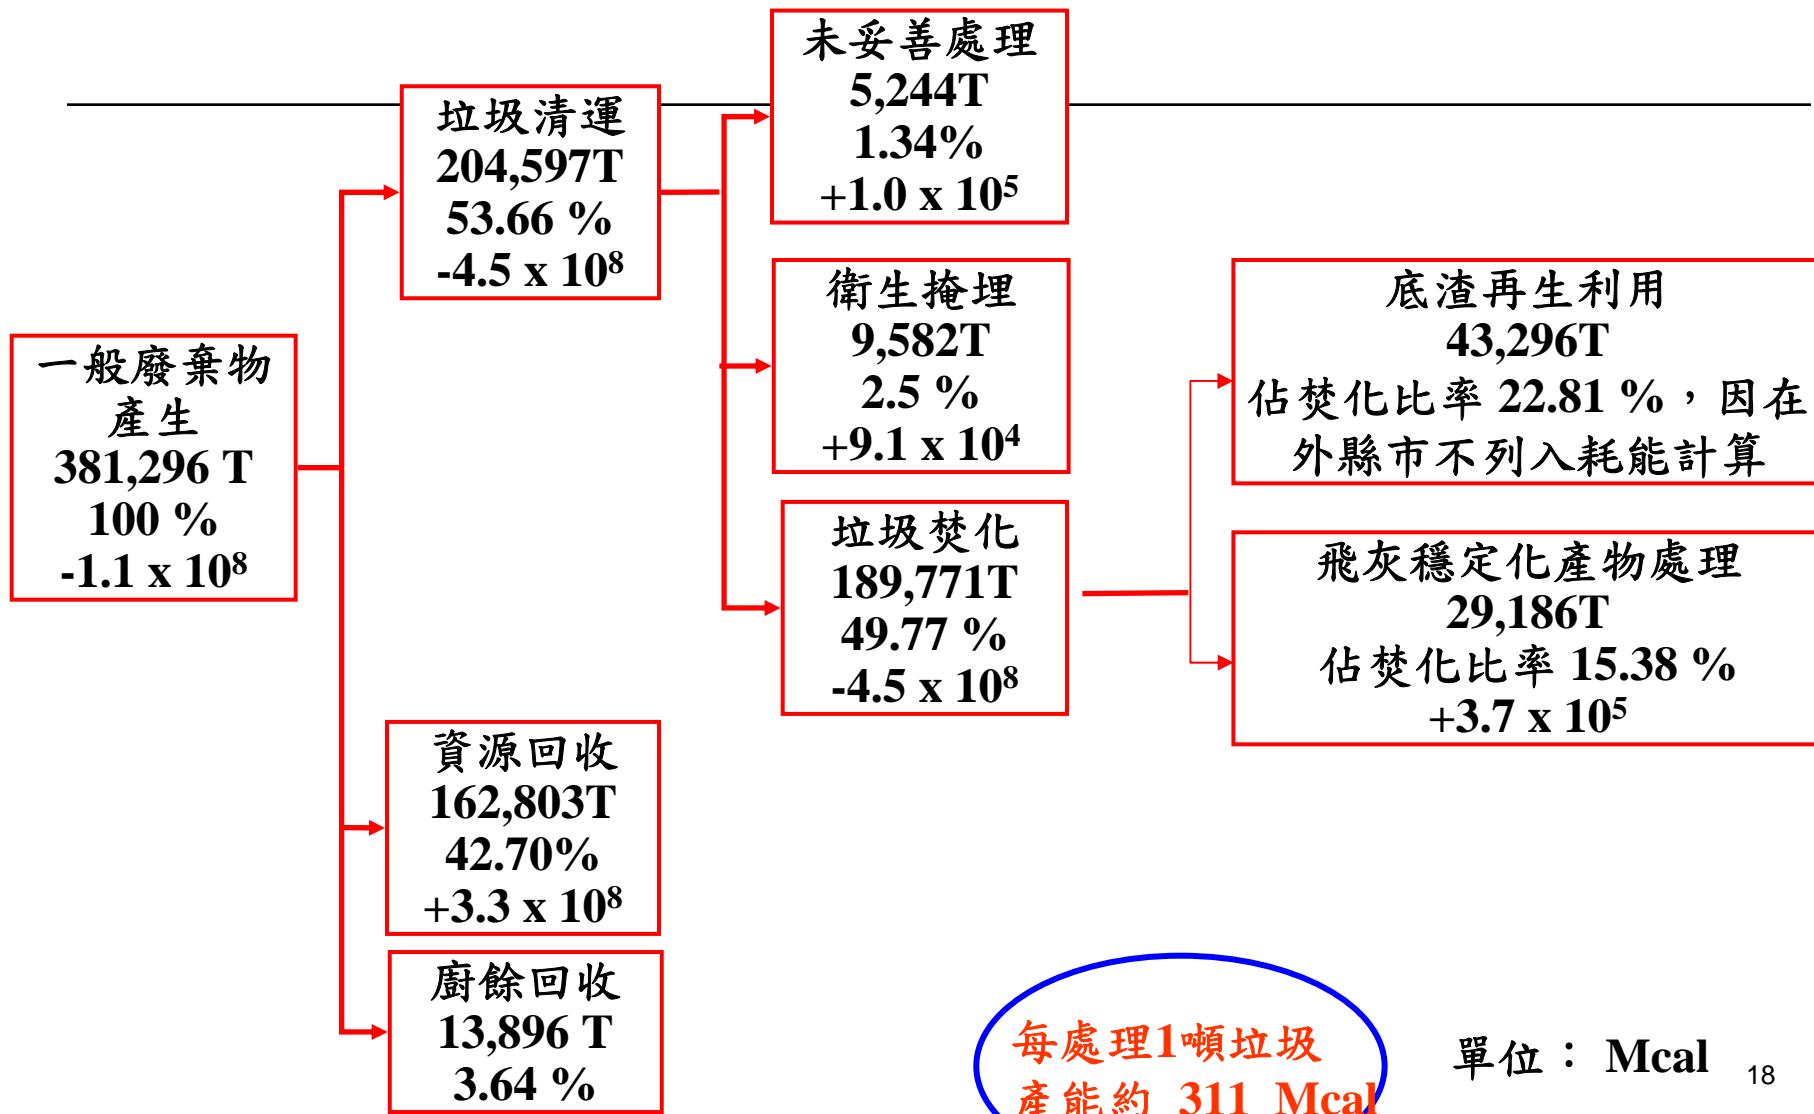 未妥善處理
5,244T
1.34%
+1.0 x 10⁵
垃圾清運
204,597T
53.66 %
-4.5 x 10⁸
衛生掩埋
9,582T
2.5 %
+9.1 x 10⁴
底渣再生利用
43,296T
佔焚化比率 22.81 %，因在
外縣市不列入耗能計算
一般廢棄物
產生
381,296 T
100 %
-1.1 x 10⁸
垃圾焚化
189,771T
49.77 %
-4.5 x 10⁸
飛灰穩定化產物處理
29,186T
佔焚化比率 15.38 %
+3.7 x 10⁵
資源回收
162,803T
42.70%
+3.3 x 10⁸
廚餘回收
13,896 T
3.64 %
每處理1噸垃圾
產能約 311 Mcal
單位： Mcal
18